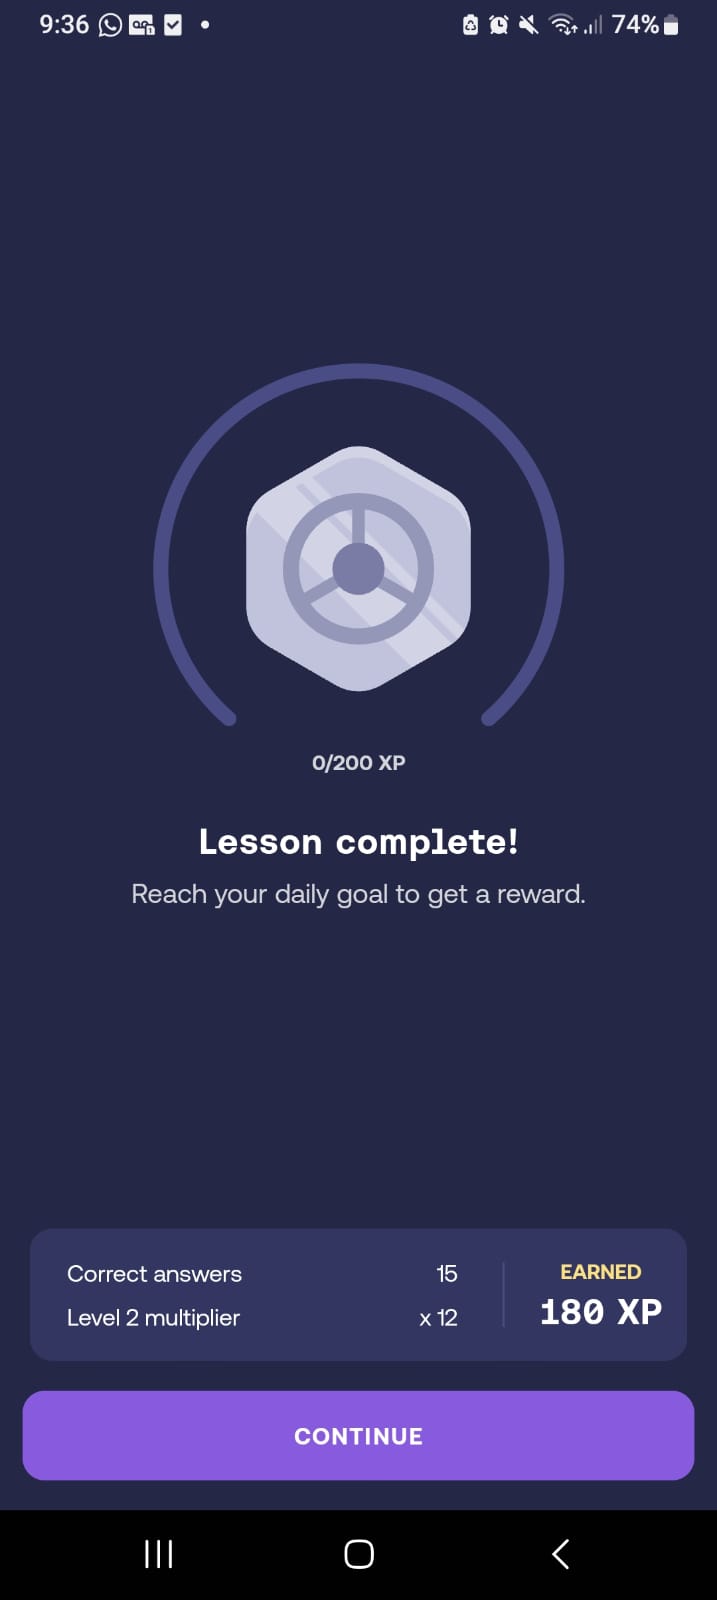 9:36
74%
0/200 XP
Lesson complete!
Reach your daily goal to get a reward.
Correct answers 15
Level 2 multiplier x 12
EARNED
180 XP
CONTINUE